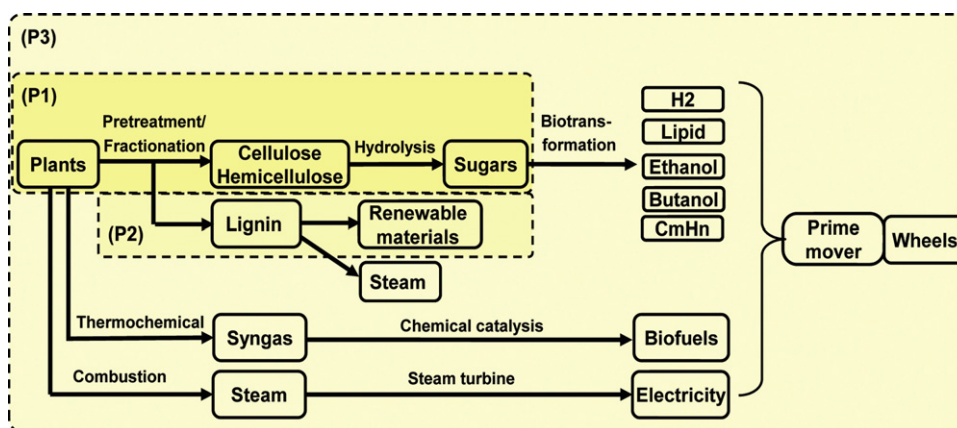 (P3)
(P1)
Pretreatment/
Fractionation
Plants
Cellulose
Hemicellulose
Hydrolysis
Sugars
Biotrans-
formation
H2
Lipid
Ethanol
Butanol
CmHn
(P2)
Lignin
Renewable
materials
Steam
Prime
mover
Wheels
Thermochemical
Syngas
Chemical catalysis
Biofuels
Combustion
Steam
Steam turbine
Electricity